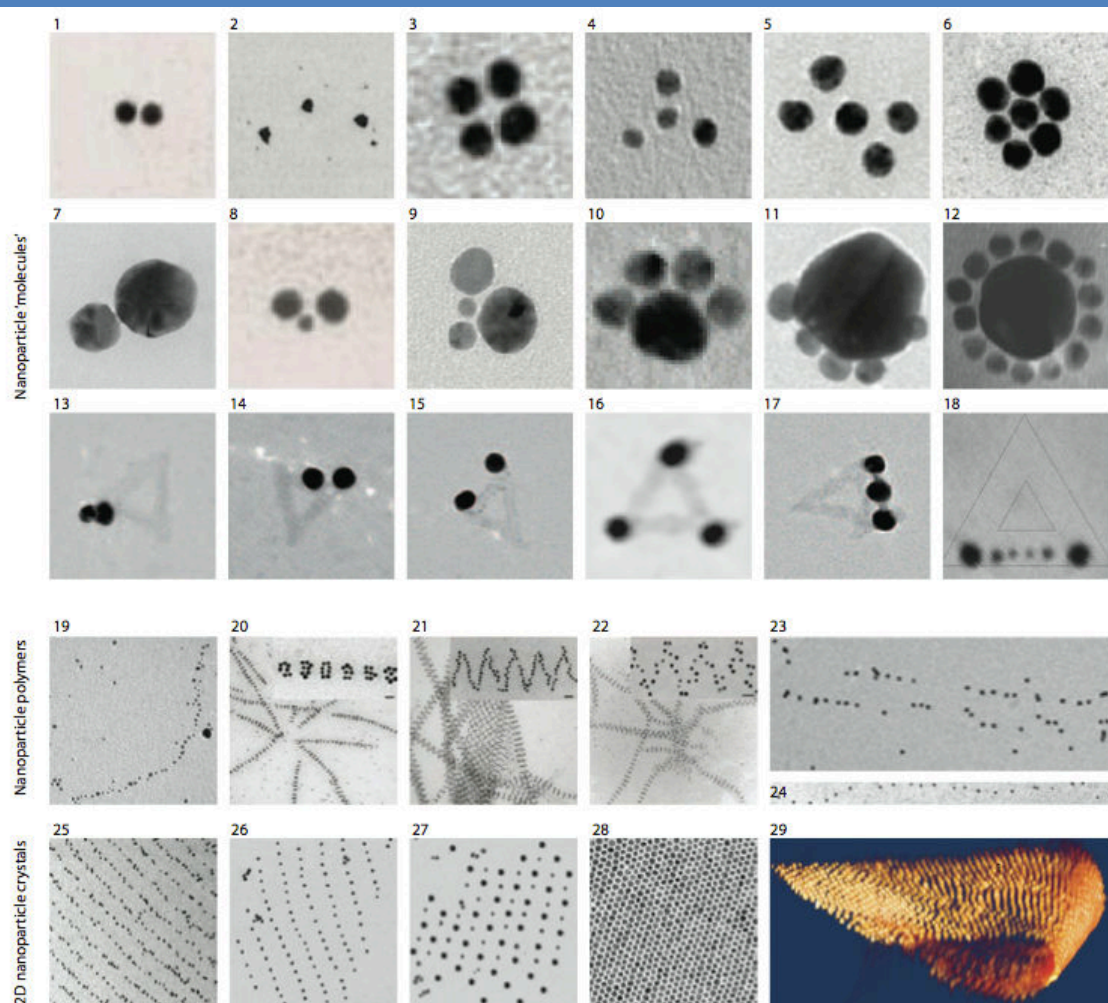 1 2 3 4 5 6
7 8 9 10 11 12
Nanoparticle 'molecules'
13 14 15 16 17 18
19 20 21 22 23
Nanoparticle polymers
24
25 26 27 28 29
2D nanoparticle crystals